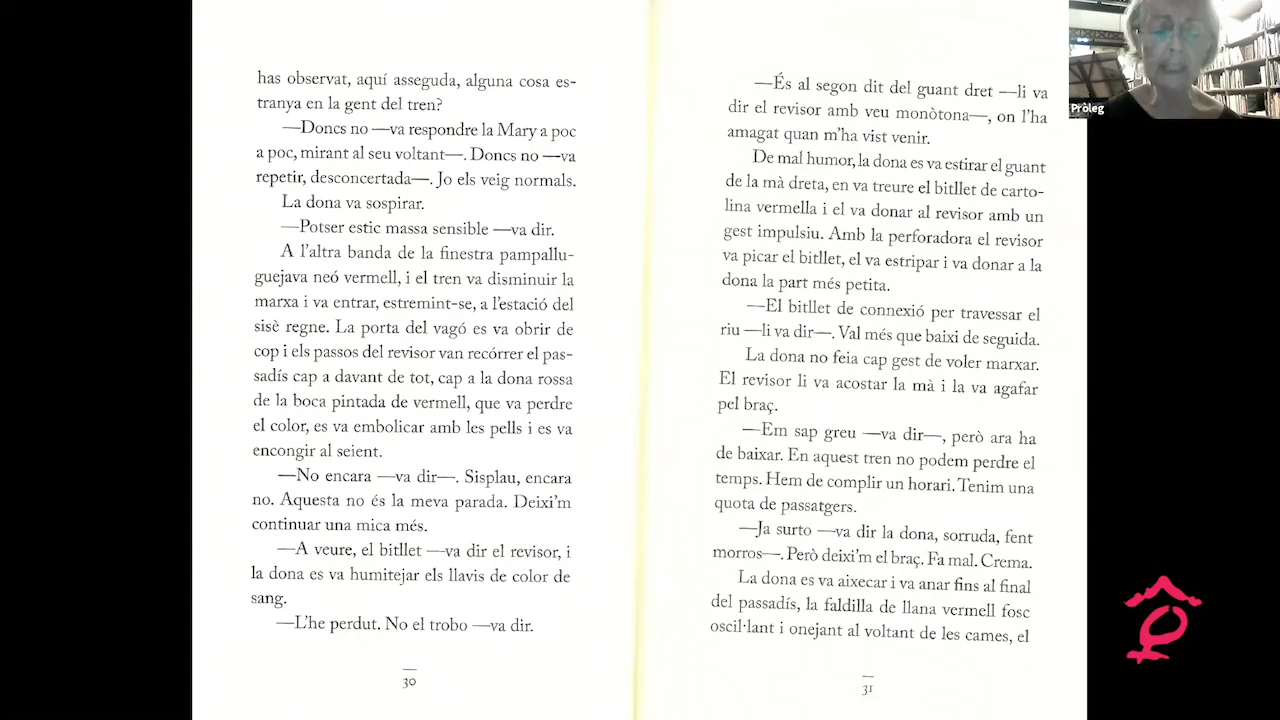 has observat, aquí asseguda, alguna cosa es-
tranya en la gent del tren?
—Doncs no —va respondre la Mary a poc
a poc, mirant al seu voltant—. Doncs no —va
repetir, desconcertada—. Jo els veig normals.
La dona va sospirar.
—Potser estic massa sensible —va dir.
A l’altra banda de la finestra pampallu-
guejava neó vermell, i el tren va disminuir la
marxa i va entrar, estremint-se, a l’estació del
sisè regne. La porta del vagó es va obrir de
cop i els passos del revisor van recórrer el pas-
sadís cap a davant de tot, cap a la dona rossa
de la boca pintada de vermell, que va perdre
el color, es va embolicar amb les pells i es va
encongir al seient.
—No encara —va dir—. Sisplau, encara
no. Aquesta no és la meva parada. Deixi’m
continuar una mica més.
—A veure, el bitllet —va dir el revisor, i
la dona es va humitejar els llavis de color de
sang.
—L’he perdut. No el trobo —va dir.
30
—És al segon dit del guant dret —li va
dir el revisor amb veu monòtona—, on l’ha
amagat quan m’ha vist venir.
De mal humor, la dona es va estirar el guant
de la mà dreta, en va treure el bitllet de carto-
lina vermella i el va donar al revisor amb un
gest impulsiu. Amb la perforadora el revisor
va picar el bitllet, el va estripar i va donar a la
dona la part més petita.
—El bitllet de connexió per travessar el
riu —li va dir—. Val més que baixi de seguida.
La dona no feia cap gest de voler marxar.
El revisor li va acostar la mà i la va agafar
pel braç.
—Em sap greu —va dir—, però ara ha
de baixar. En aquest tren no podem perdre el
temps. Hem de complir un horari. Tenim una
quota de passatgers.
—Ja surto —va dir la dona, sorruda, fent
morros—. Però deixi’m el braç. Fa mal. Crema.
La dona es va aixecar i va anar fins al final
del passadís, la faldilla de llana vermell fosc
oscil·lant i onejant al voltant de les cames, el
31
Pròleg